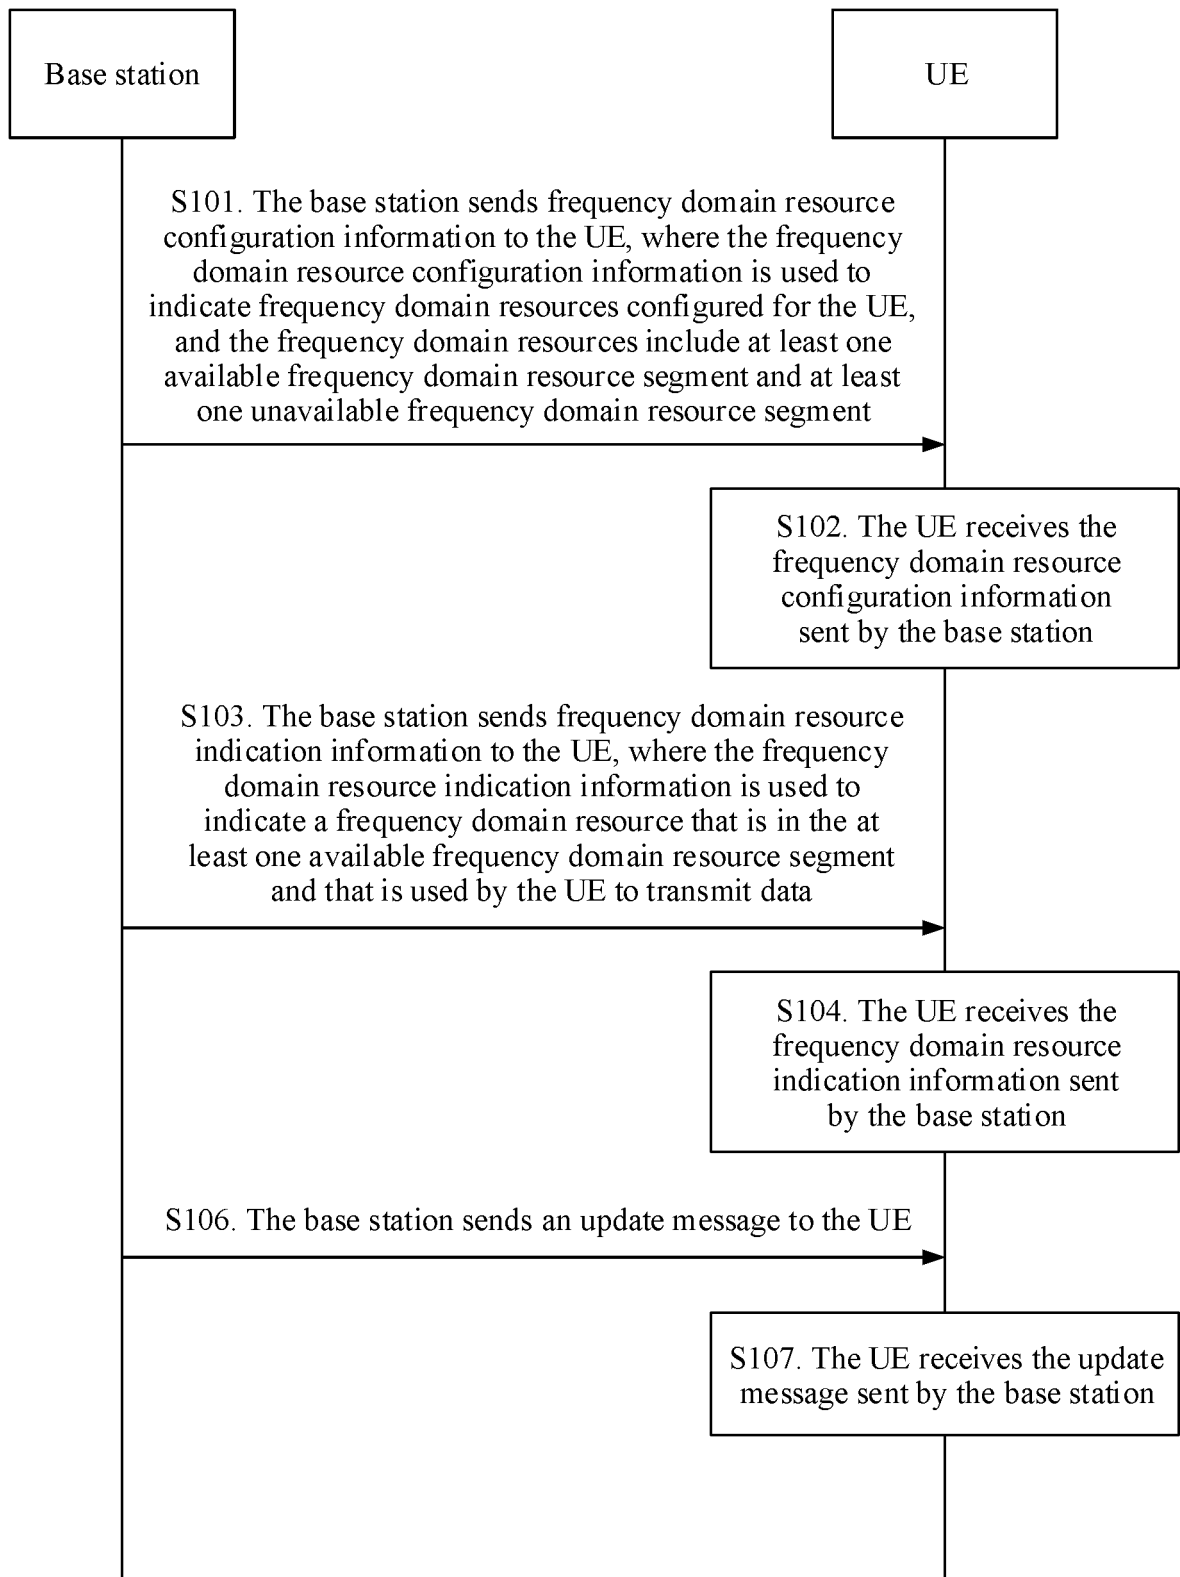 Base station
UE
S101. The base station sends frequency domain resource
configuration information to the UE, where the frequency
domain resource configuration information is used to
indicate frequency domain resources configured for the UE,
and the frequency domain resources include at least one
available frequency domain resource segment and at least
one unavailable frequency domain resource segment
S102. The UE receives the
frequency domain resource
configuration information
sent by the base station
S103. The base station sends frequency domain resource
indication information to the UE, where the frequency
domain resource indication information is used to
indicate a frequency domain resource that is in the at
least one available frequency domain resource segment
and that is used by the UE to transmit data
S104. The UE receives the
frequency domain resource
indication information sent
by the base station
S106. The base station sends an update message to the UE
S107. The UE receives the update
message sent by the base station